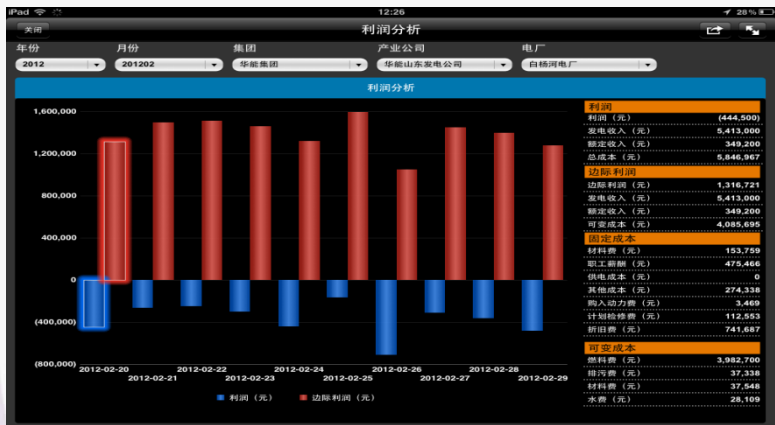 iPad 12:26 28%
关闭 利润分析
年份 月份 集团 产业公司 电厂
2012 201202 华能集团 华能山东发电公司 白杨河电厂
利润分析
1,600,000
1,200,000
800,000
400,000
0
(400,000)
(800,000)
2012-02-20 2012-02-22 2012-02-24 2012-02-26 2012-02-28
2012-02-21 2012-02-23 2012-02-25 2012-02-27 2012-02-29
利润（元） 边际利润（元）
利润
利润（元） (444,500)
发电收入（元） 5,413,000
额定收入（元） 349,200
总成本（元） 5,846,967
边际利润
边际利润（元） 1,316,721
发电收入（元） 5,413,000
额定收入（元） 349,200
可变成本（元） 4,085,695
固定成本
材料费（元） 153,759
职工薪酬（元） 475,466
供电成本（元） 0
其他成本（元） 274,338
购入动力费（元） 3,469
计划检修费（元） 112,553
折旧费（元） 741,687
可变成本
燃料费（元） 3,982,700
排污费（元） 37,338
材料费（元） 37,548
水费（元） 28,109